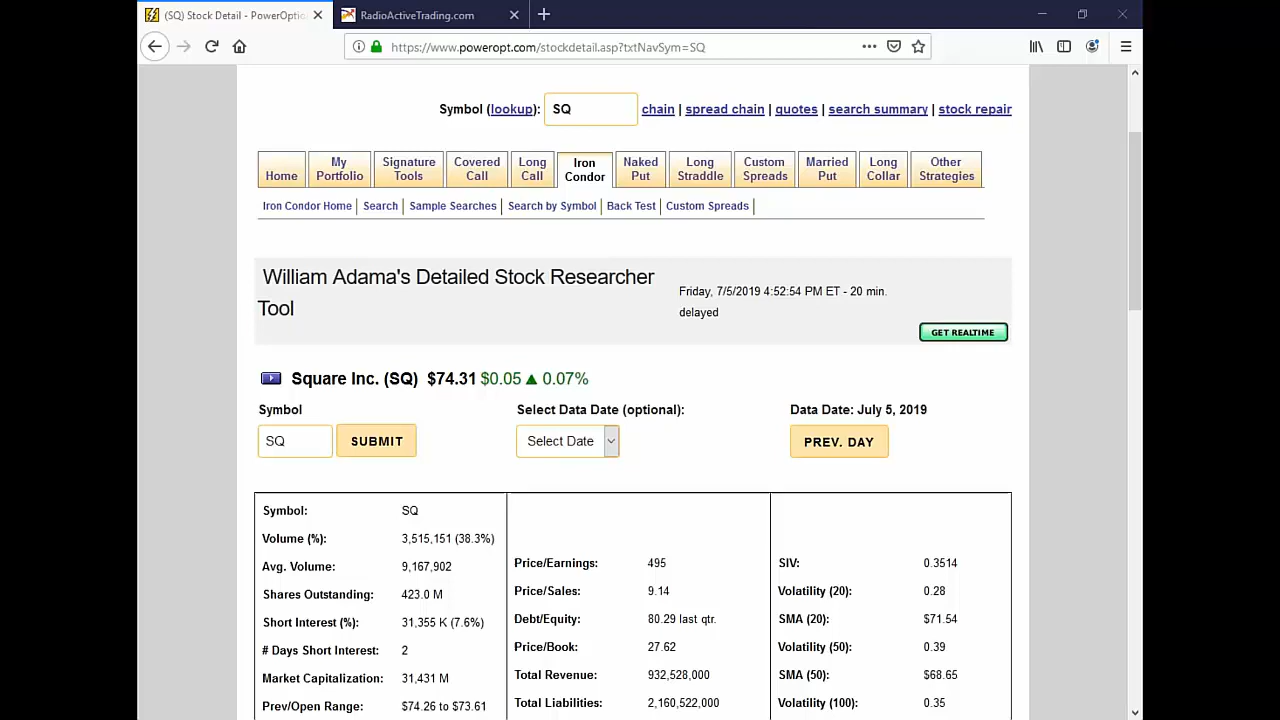 (SQ) Stock Detail - PowerOptio
RadioActiveTrading.com
https://www.poweropt.com/stockdetail.asp?txtNavSym=SQ
Symbol (lookup): SQ chain | spread chain | quotes | search summary | stock repair
Home
My Portfolio
Signature Tools
Covered Call
Long Call
Iron Condor
Naked Put
Long Straddle
Custom Spreads
Married Put
Long Collar
Other Strategies
Iron Condor Home | Search | Sample Searches | Search by Symbol | Back Test | Custom Spreads |
William Adama's Detailed Stock Researcher
Tool
Friday, 7/5/2019 4:52:54 PM ET - 20 min.
delayed
GET REALTIME
Square Inc. (SQ) $74.31 $0.05 ▲ 0.07%
Symbol
SQ SUBMIT
Select Data Date (optional):
Select Date
Data Date: July 5, 2019
PREV. DAY
Symbol: SQ
Volume (%): 3,515,151 (38.3%)
Avg. Volume: 9,167,902
Shares Outstanding: 423.0 M
Short Interest (%): 31,355 K (7.6%)
# Days Short Interest: 2
Market Capitalization: 31,431 M
Prev/Open Range: $74.26 to $73.61
Price/Earnings: 495
Price/Sales: 9.14
Debt/Equity: 80.29 last qtr.
Price/Book: 27.62
Total Revenue: 932,528,000
Total Liabilities: 2,160,522,000
SIV: 0.3514
Volatility (20): 0.28
SMA (20): $71.54
Volatility (50): 0.39
SMA (50): $68.65
Volatility (100): 0.35